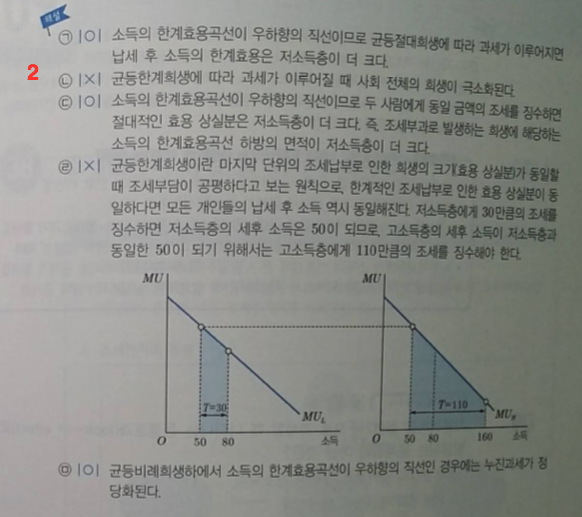 해설
㉠ |O| 소득의 한계효용곡선이 우하향의 직선이므로 균등절대희생에 따라 과세가 이루어지면
납세 후 소득의 한계효용은 저소득층이 더 크다.
2
㉡ |×| 균등한계희생에 따라 과세가 이루어질 때 사회 전체의 희생이 극소화된다.
㉢ |O| 소득의 한계효용곡선이 우하향의 직선이므로 두 사람에게 동일 금액의 조세를 징수하면
절대적인 효용 상실분은 저소득층이 더 크다. 즉, 조세부과로 발생하는 희생에 해당하는
소득의 한계효용곡선 하방의 면적이 저소득층이 더 크다.
㉣ |×| 균등한계희생이란 마지막 단위의 조세납부로 인한 희생의 크기(효용 상실분)가 동일할
때 조세부담이 공평하다고 보는 원칙으로, 한계적인 조세납부로 인한 효용 상실분이 동
일하다면 모든 개인들의 납세 후 소득 역시 동일해진다. 저소득층에게 30만큼의 조세를
징수하면 저소득층의 세후 소득은 50이 되므로, 고소득층의 세후 소득이 저소득층과
동일한 50이 되기 위해서는 고소득층에게 110만큼의 조세를 징수해야 한다.
MU
T=30
MU_L
O 50 80 소득
MU
T=110
MU_H
O 50 80 160 소득
㉤ |O| 균등비례희생하에서 소득의 한계효용곡선이 우하향의 직선인 경우에는 누진과세가 정
당화된다.